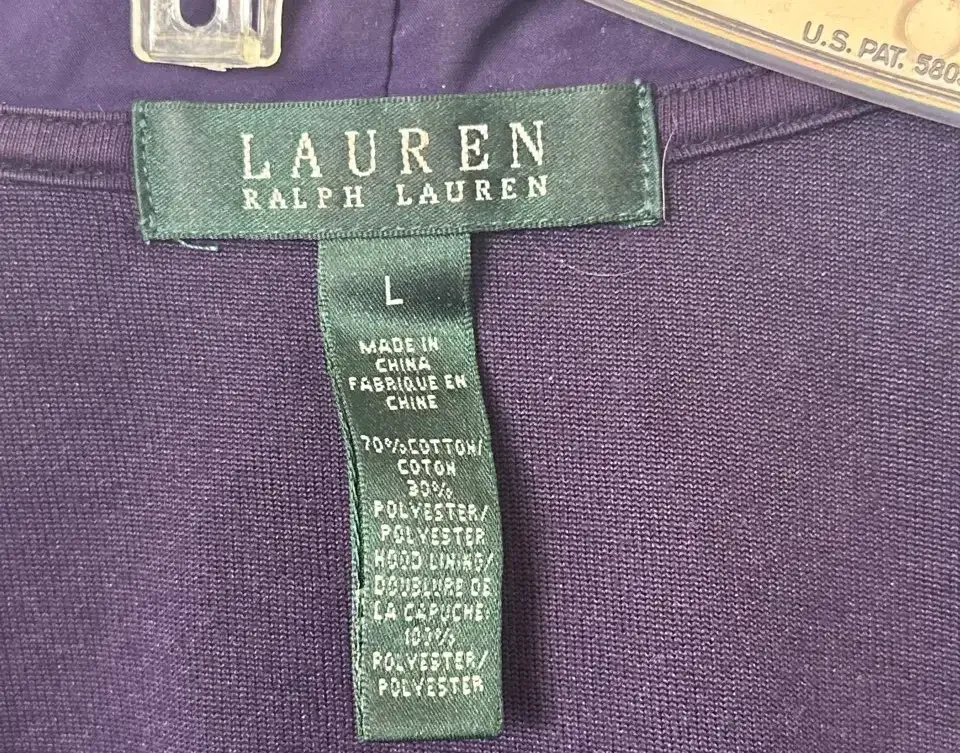 U.S. PAT. 580
LAUREN
RALPH LAUREN
L
MADE IN
CHINA
FABRIQUE EN
CHINE
70%COTTON/
COTON
30%
POLYESTER/
POLYESTER
HOOD LINING/
DOUBLURE DE
LA CAPUCHE:
100%
POLYESTER/
POLYESTER